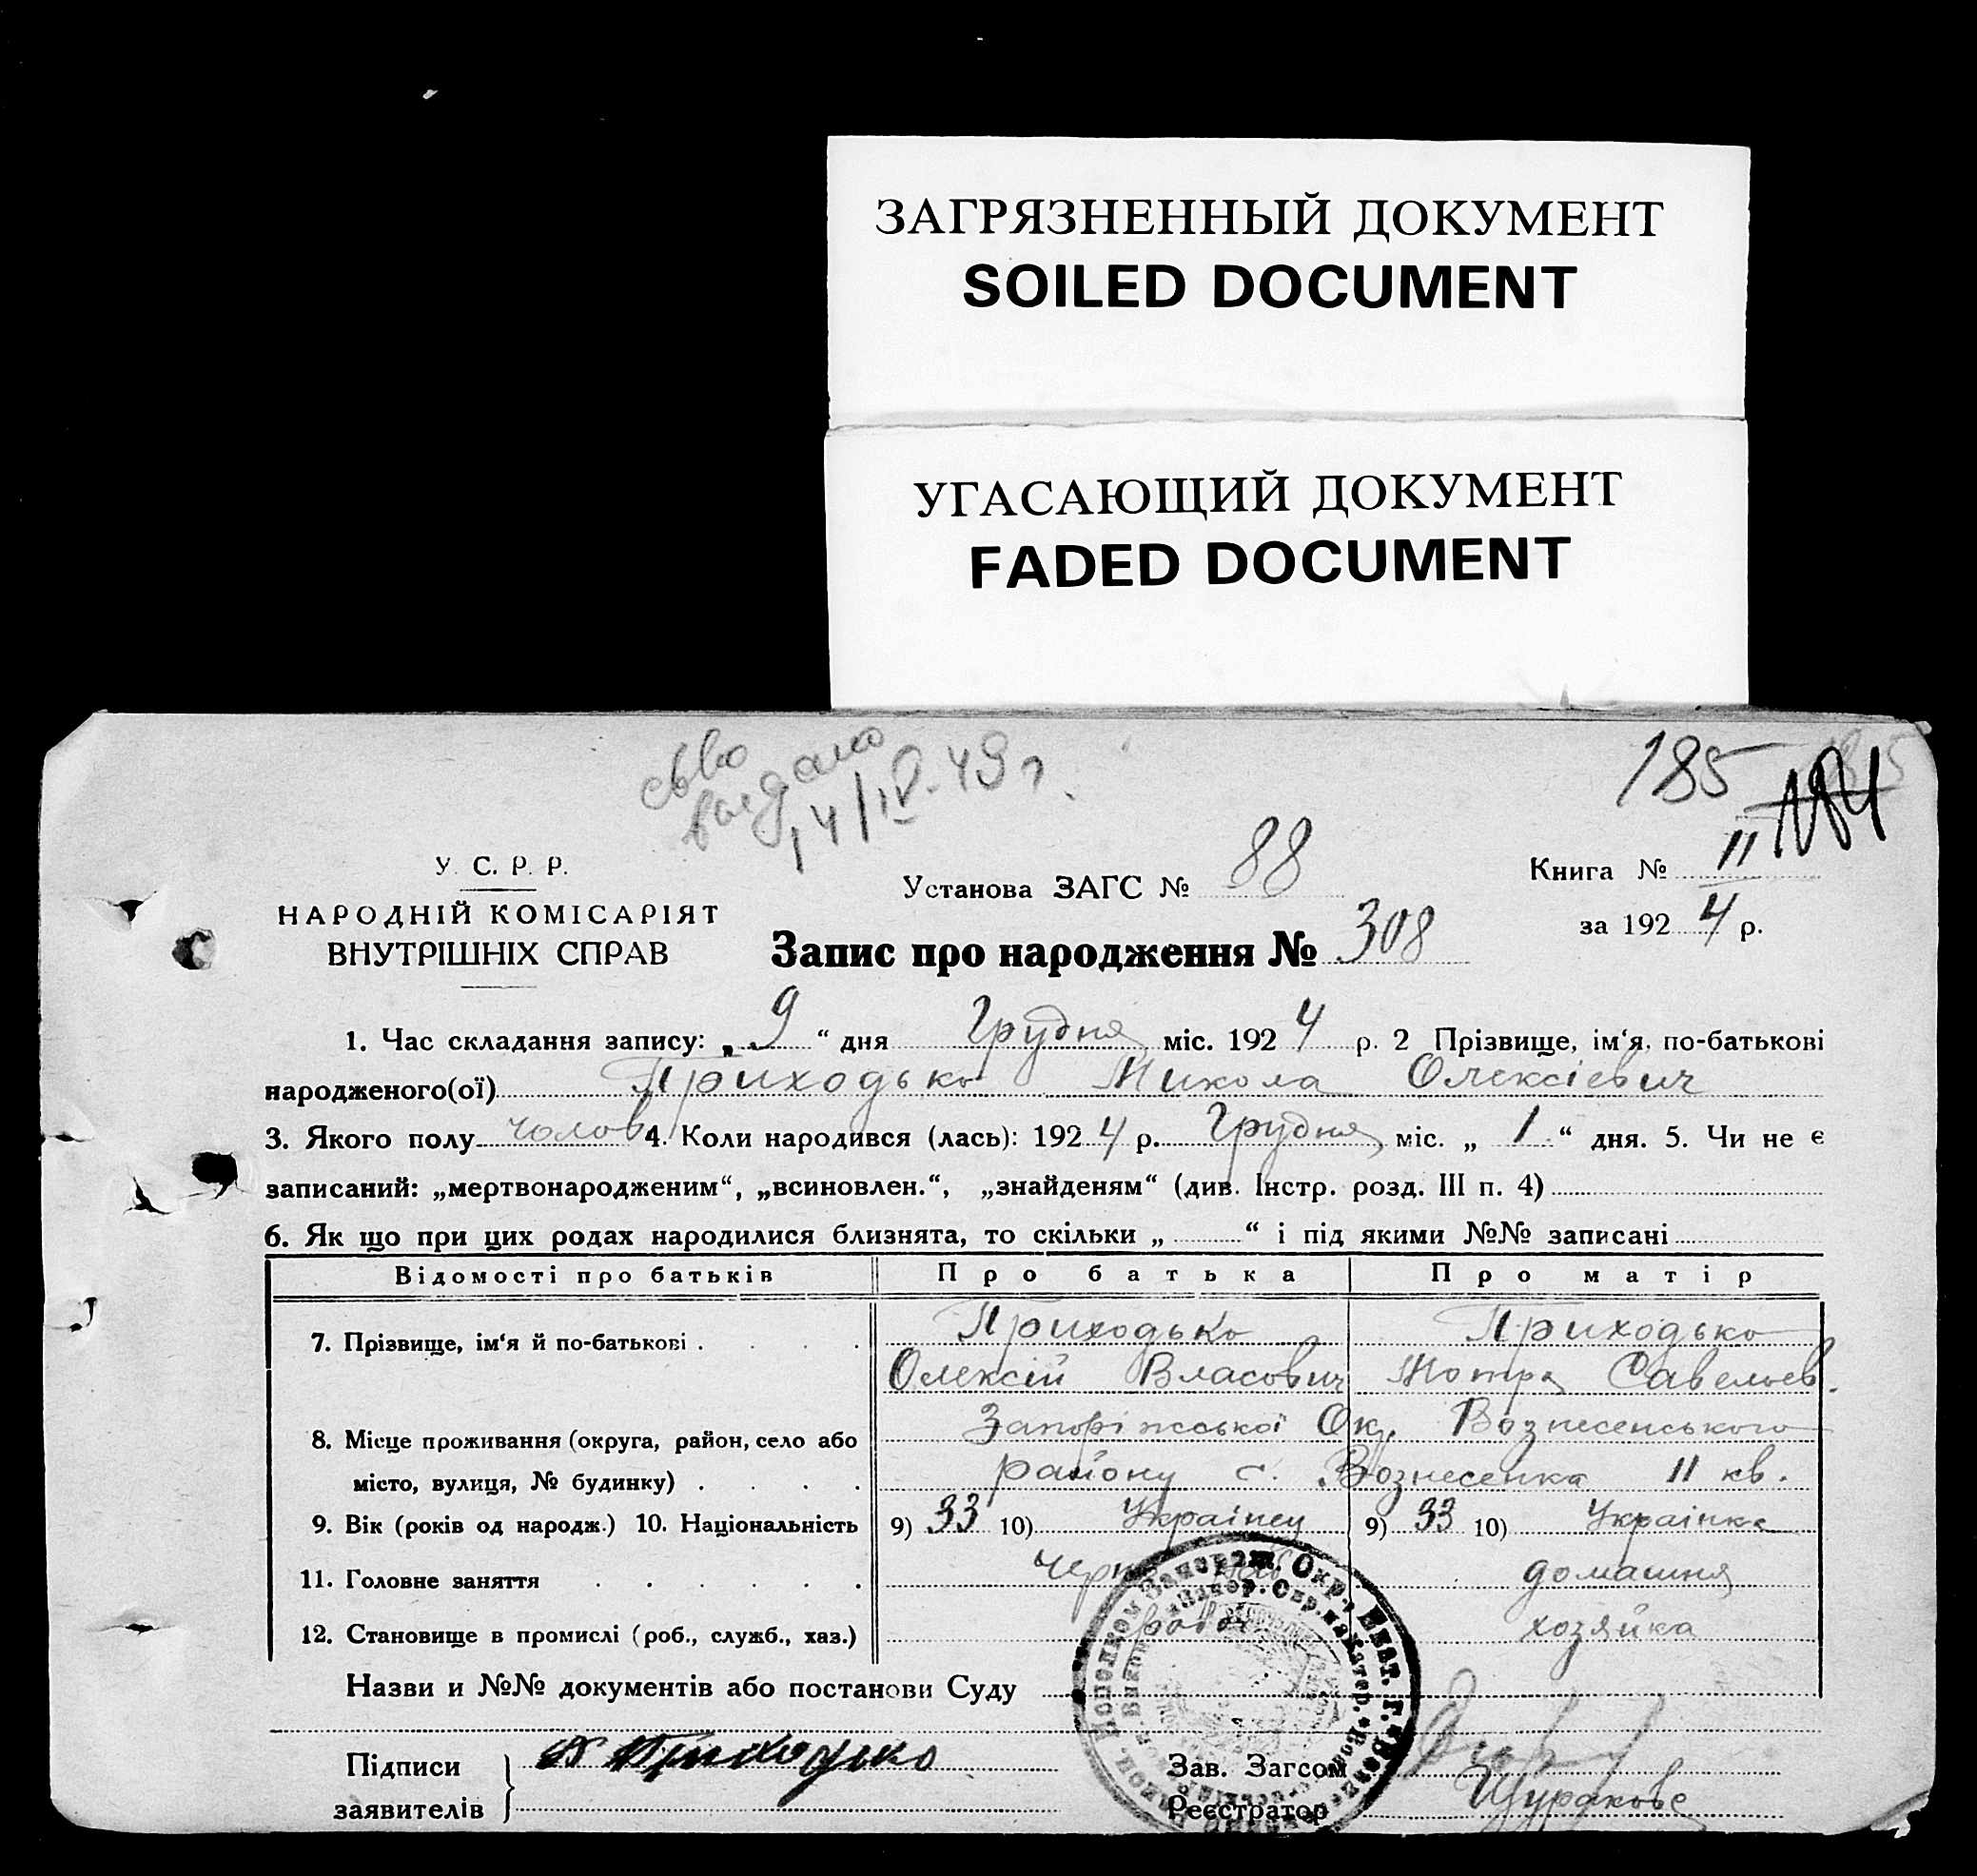 ЗАГРЯЗНЕННЫЙ ДОКУМЕНТ
SOILED DOCUMENT
УГАСАЮЩИЙ ДОКУМЕНТ
FADED DOCUMENT
185
184
14/IV.49 г.
У. С. Р. Р.
НАРОДНІЙ КОМІСАРІЯТ
ВНУТРІШНІХ СПРАВ
Установа ЗАГС № 88
Запис про народження № 308
Книга № II
за 1924 р.
1. Час складання запису: „9“ дня Грудня міс. 1924 р. 2 Прізвище, ім‘я, по-батькові
народженого(ої) Приходько Микола Олексієвич
3. Якого полу чолов 4. Коли народився (лась): 1924 р. Грудня міс. „1“ дня. 5. Чи не є
записаний: „мертвонародженим“, „всиновлен.“, „знайденям“ (див. Інстр. розд. III п. 4)
6. Як що при цих родах народилися близнята, то скільки „ “ і під якими №№ записані
Відомості про батьків Про батька Про матір
7. Прізвище, ім‘я й по-батькові . . . . Приходько Приходько
Олексій Власович Мотря Савельев.
8. Місце проживання (округа, район, село або Запоріжської Ок. Вознесенського
місто, вулиця, № будинку) . . . . району с. Вознесенка 11 кв.
9. Вік (років од народж.) 10. Національність 9) 33 10) Українец 9) 33 10) Українка
11. Головне заняття . . . . . . домашня
12. Становище в промислі (роб., служб., хаз.) хозяйка
Назви и №№ документів або постанови Суду
Підписи Приходько Зав. Загсом
заявителів Реєстратор